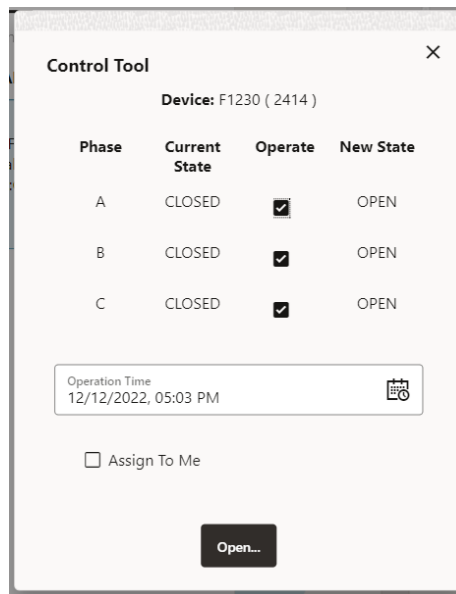 Control Tool
Device: F1230 ( 2414 )
Phase Current State Operate New State
A CLOSED OPEN
B CLOSED OPEN
C CLOSED OPEN
Operation Time
12/12/2022, 05:03 PM
Assign To Me
Open...